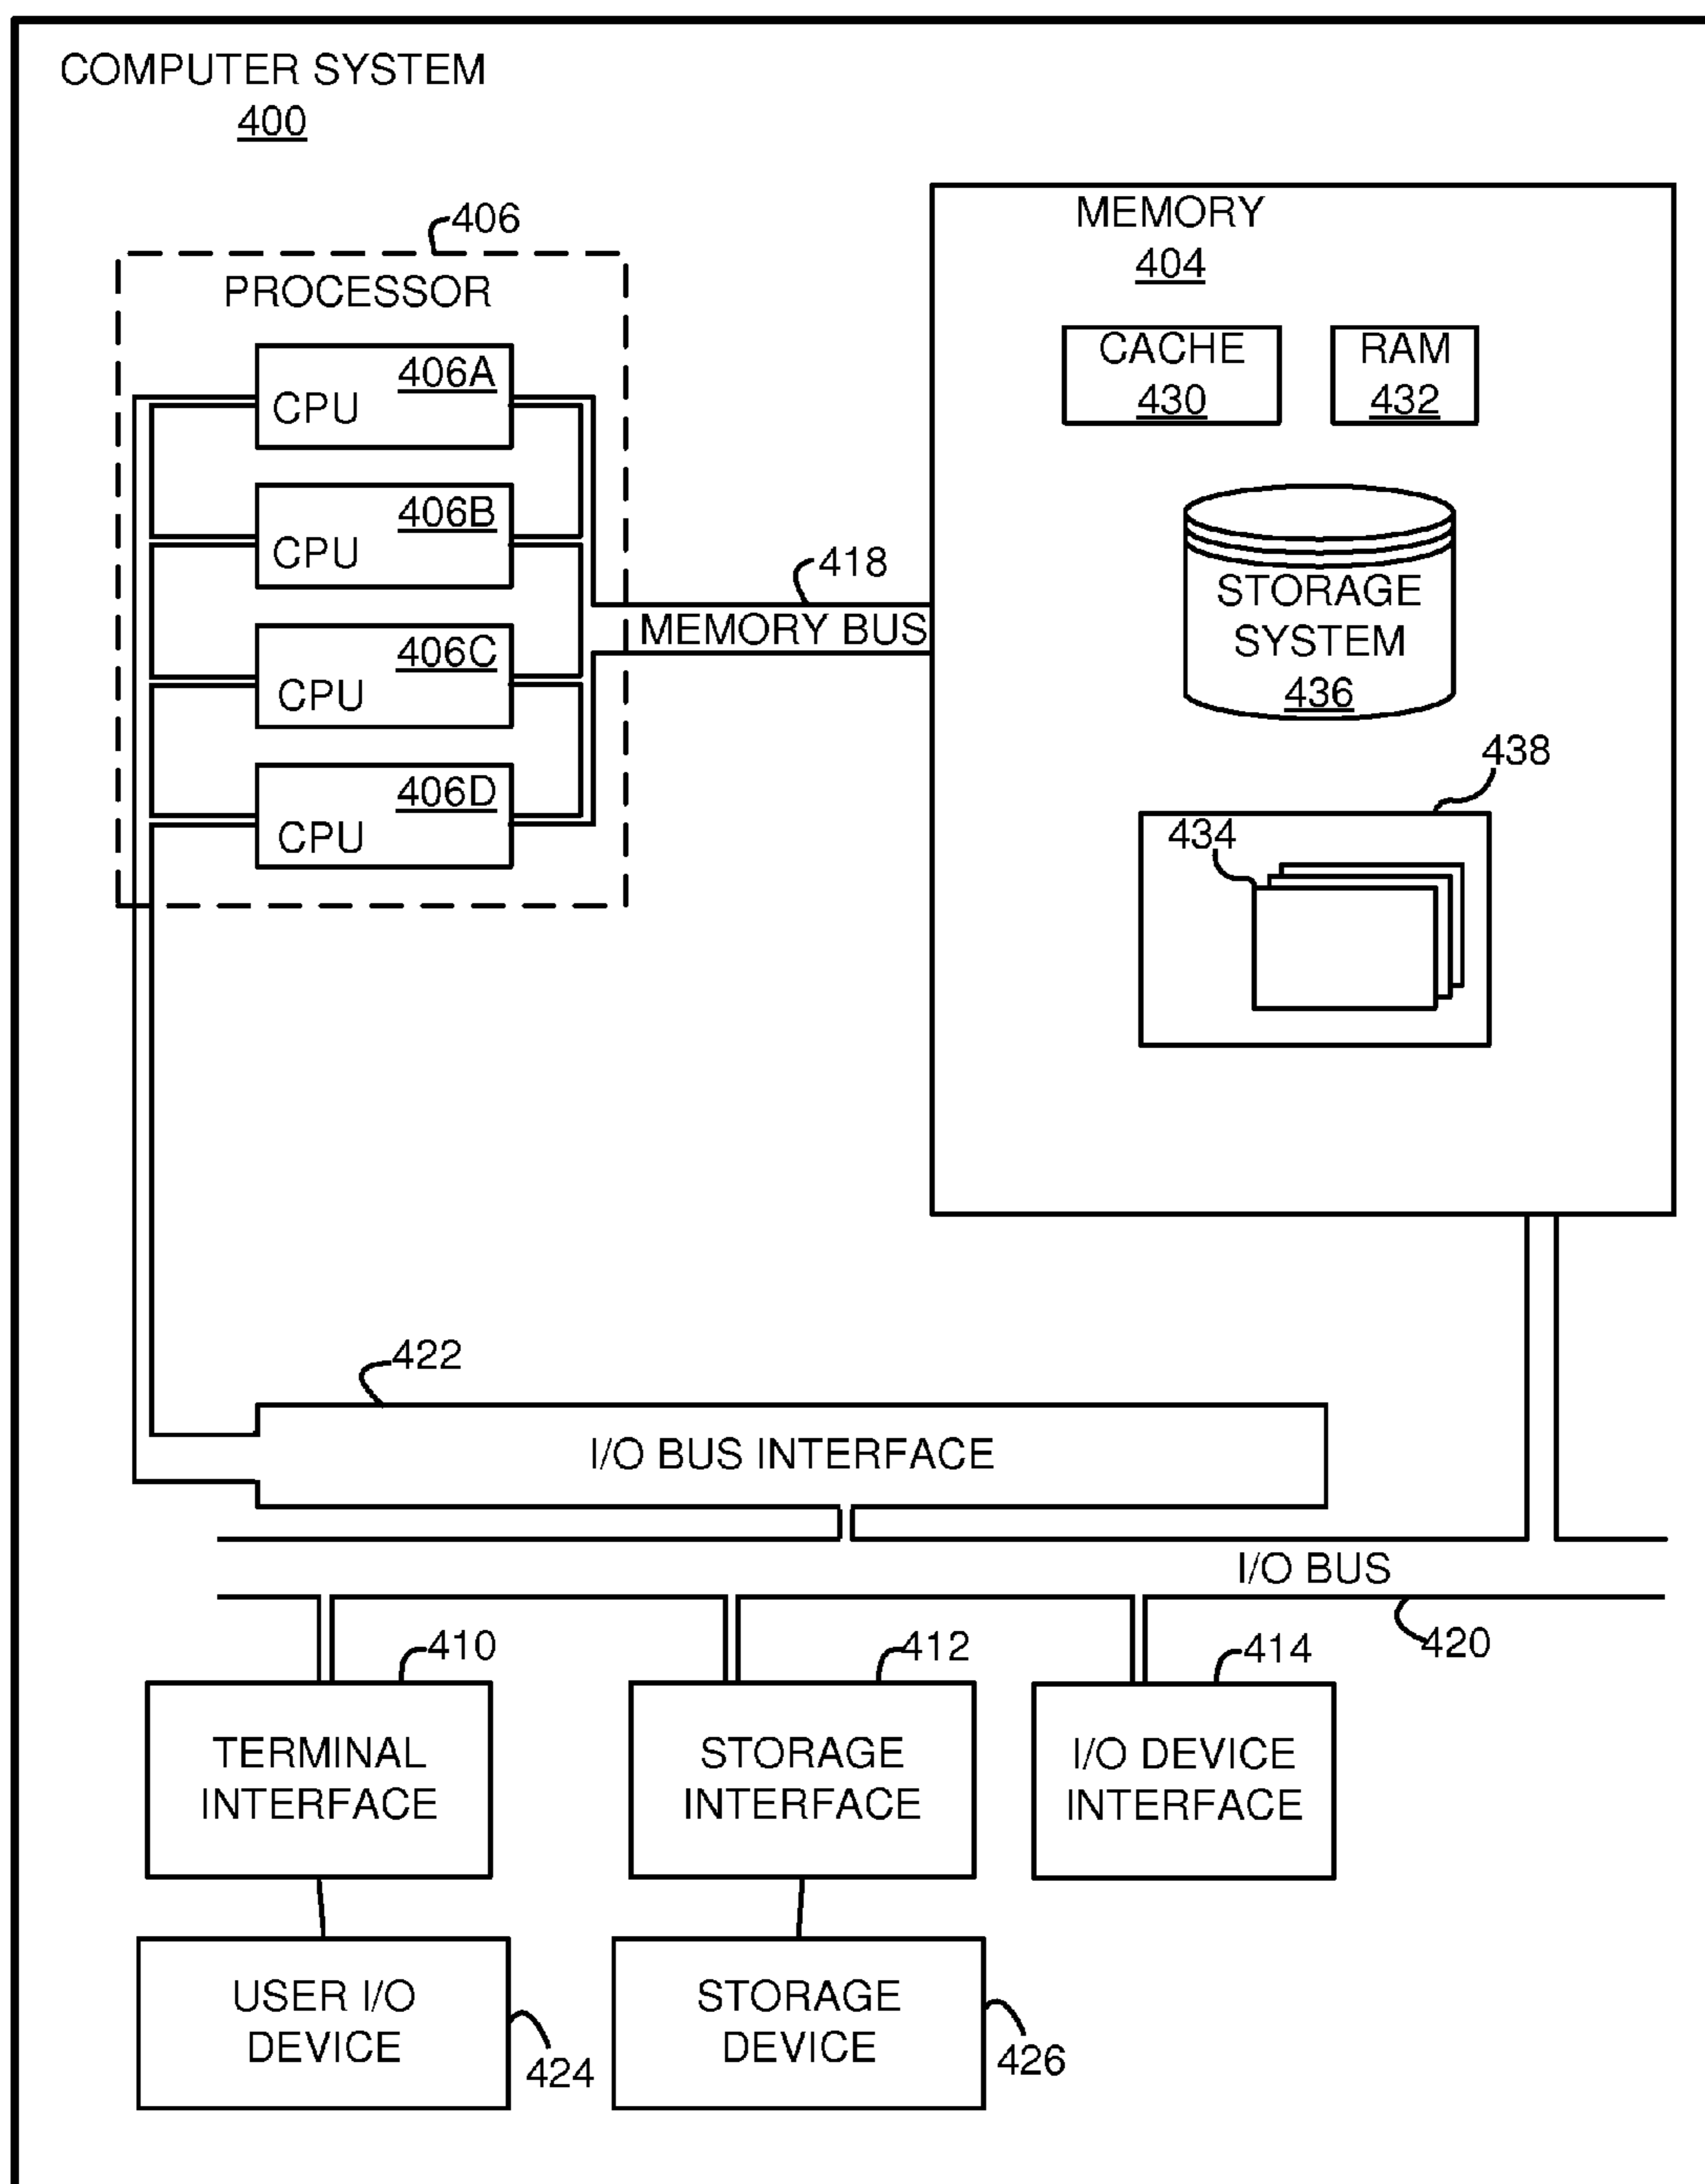 COMPUTER SYSTEM
400
406
PROCESSOR
406A
CPU
406B
CPU
406C
CPU
406D
CPU
418
MEMORY BUS
MEMORY
404
CACHE
430
RAM
432
STORAGE
SYSTEM
436
438
434
422
I/O BUS INTERFACE
I/O BUS
420
410
TERMINAL
INTERFACE
412
STORAGE
INTERFACE
414
I/O DEVICE
INTERFACE
USER I/O
DEVICE
424
STORAGE
DEVICE
426